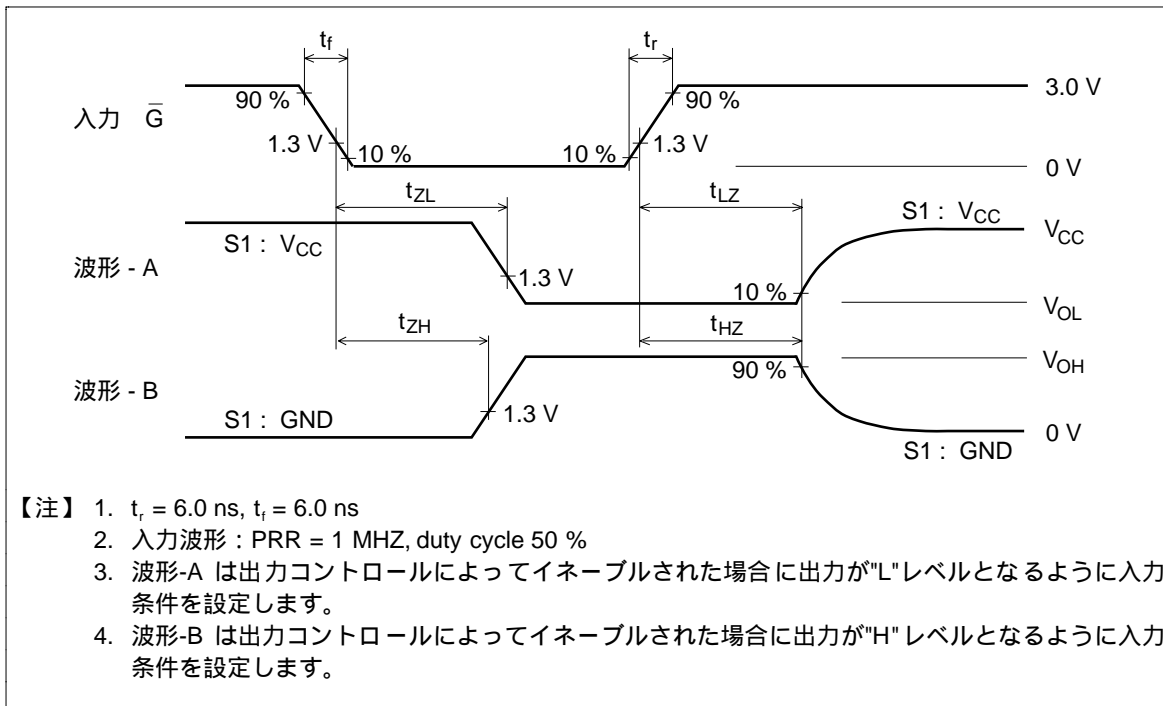 tf tr
90 % 90 % 3.0 V
入力 G̅
1.3 V 10 % 10 % 1.3 V
0 V
tZL tLZ
S1 : VCC S1 : VCC VCC
波形 - A
1.3 V 10 %
VOL
tZH tHZ
VOH
90 %
波形 - B
1.3 V
S1 : GND 0 V
S1 : GND
【注】 1. tr = 6.0 ns, tf = 6.0 ns
2. 入力波形 : PRR = 1 MHZ, duty cycle 50 %
3. 波形-A は出力コントロールによってイネーブルされた場合に出力が"L"レベルとなるように入力
条件を設定します。
4. 波形-B は出力コントロールによってイネーブルされた場合に出力が"H"レベルとなるように入力
条件を設定します。